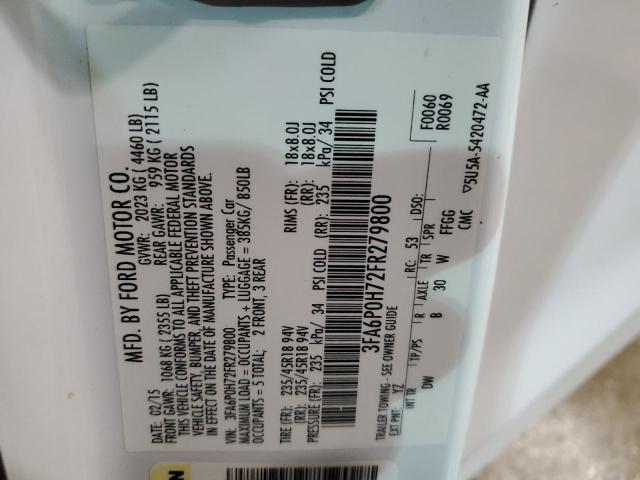 MFD. BY FORD MOTOR CO.
DATE: 02/15 GVWR: 2023 KG ( 4460 LB)
FRONT GAWR: 1068 KG ( 2355 LB) REAR GAWR: 959 KG ( 2115 LB)
THIS VEHICLE CONFORMS TO ALL APPLICABLE FEDERAL MOTOR
VEHICLE SAFETY, BUMPER, AND THEFT PREVENTION STANDARDS
IN EFFECT ON THE DATE OF MANUFACTURE SHOWN ABOVE.
VIN: 3FA6P0H72FR279800 TYPE: Passenger Car
MAXIMUM LOAD = OCCUPANTS + LUGGAGE = 385KG/ 850LB
OCCUPANTS = 5 TOTAL; 2 FRONT, 3 REAR
TIRE (FR): 235/45R18 94V RIMS (FR): 18x8.0J
(RR): 235/45R18 94V (RR): 18x8.0J
PRESSURES (FR): 235 kPa/ 34 PSI COLD (RR): 235 kPa/ 34 PSI COLD
3FA6P0H72FR279800
F0060
R0069
TRAILER TOWING - SEE OWNER GUIDE
EXT PNT: YZ RC: 53 DSO:
INT TR TP/PS R AXLE TR SPR
DW B 30 W FFGG
CMC ▽5U5A-5420472-AA